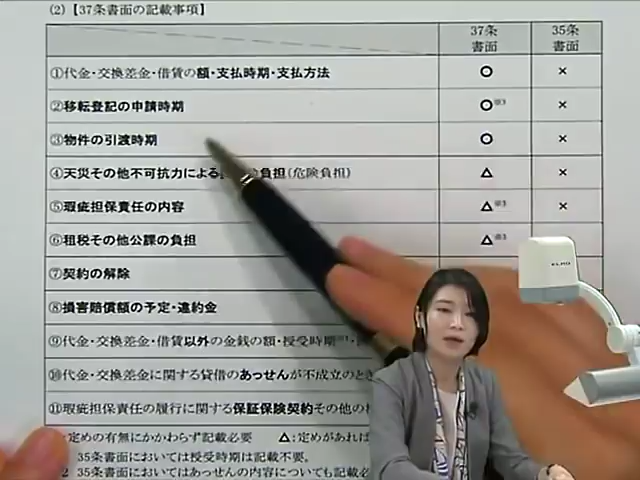 (2)【37条書面の記載事項】
37条書面 35条書面
①代金・交換差金・借賃の額・支払時期・支払方法 ○ ×
②移転登記の申請時期 ○※3 ×
③物件の引渡時期 ○ ×
④天災その他不可抗力による 負担(危険負担) △ ×
⑤瑕疵担保責任の内容 △※3 ×
⑥租税その他公課の負担 △※3
⑦契約の解除
⑧損害賠償額の予定・違約金
⑨代金・交換差金・借賃以外の金銭の額・授受時期
⑩代金・交換差金に関する貸借のあっせんが不成立のとき
⑪瑕疵担保責任の履行に関する保証保険契約その他の
:定めの有無にかかわらず記載必要 △:定めがあれば
35条書面においては授受時期は記載不要。
2 35条書面においてはあっせんの内容についても記載必
ELMO